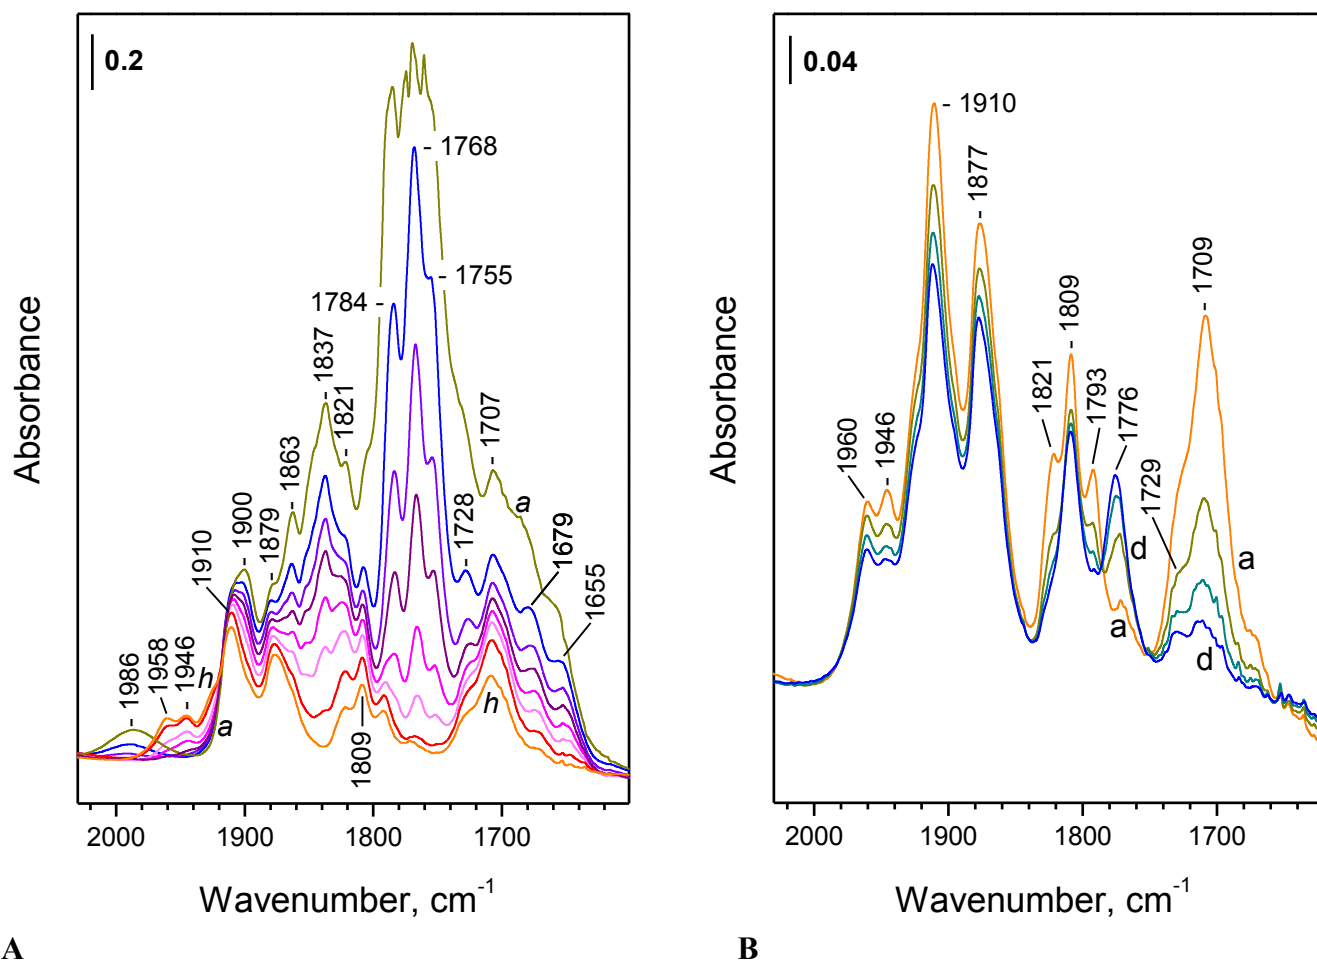 0.2
1768
1755
1784
1837
1821
1863
1707
1900
1879
1910
a
1728
1679
1655
1986
1958
1946
h
a
h
1809
2000
1900
1800
1700
Absorbance
Wavenumber, cm-1
A
0.04
1910
1877
1809
1821
1793
1776
1709
1960
1946
1729
d
a
a
d
2000
1900
1800
1700
Absorbance
Wavenumber, cm-1
B